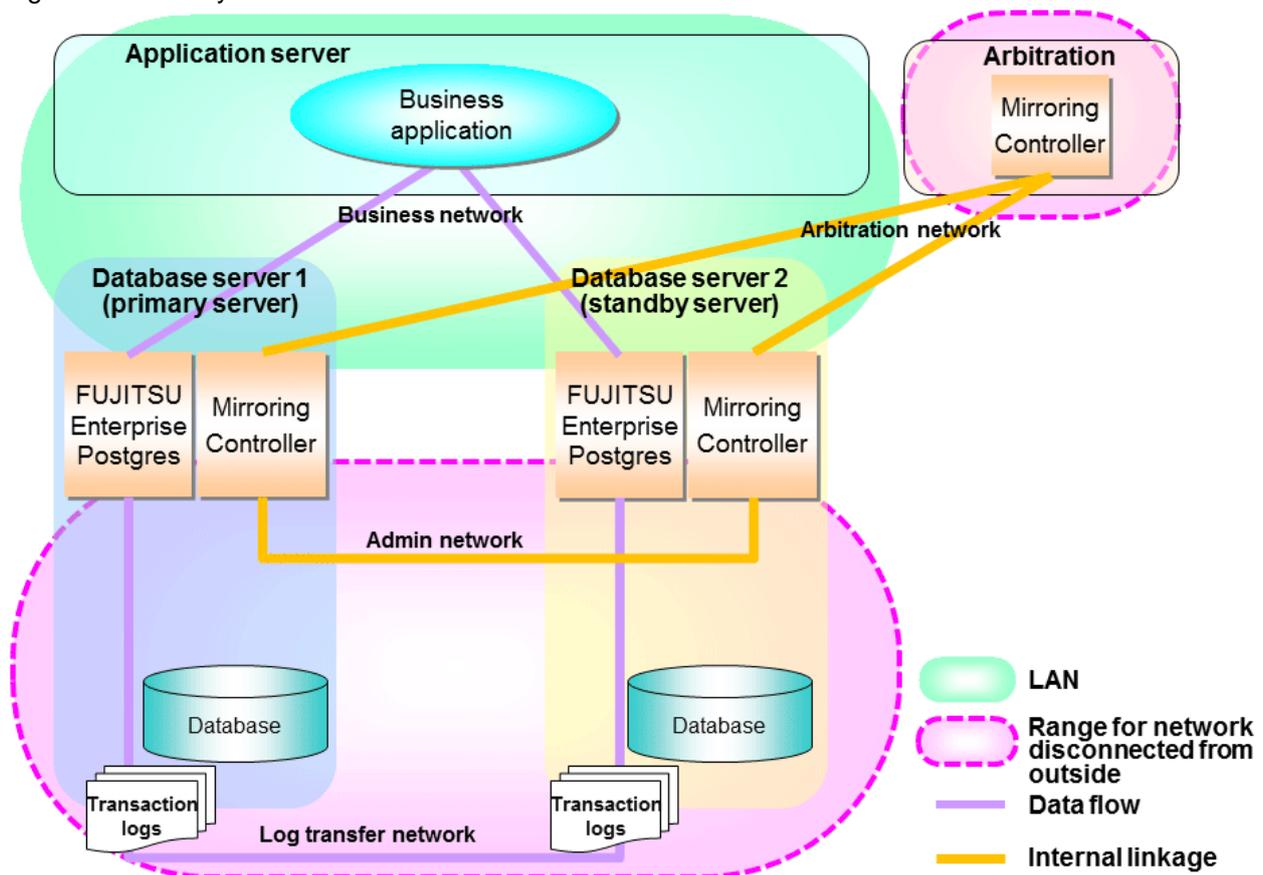 Application server
Business
application
Arbitration
Mirroring
Controller
Business network
Arbitration network
Database server 1
(primary server)
Database server 2
(standby server)
FUJITSU
Enterprise
Postgres
Mirroring
Controller
FUJITSU
Enterprise
Postgres
Mirroring
Controller
Admin network
Database
Database
Transaction
logs
Transaction
logs
Log transfer network
LAN
Range for network
disconnected from
outside
Data flow
Internal linkage